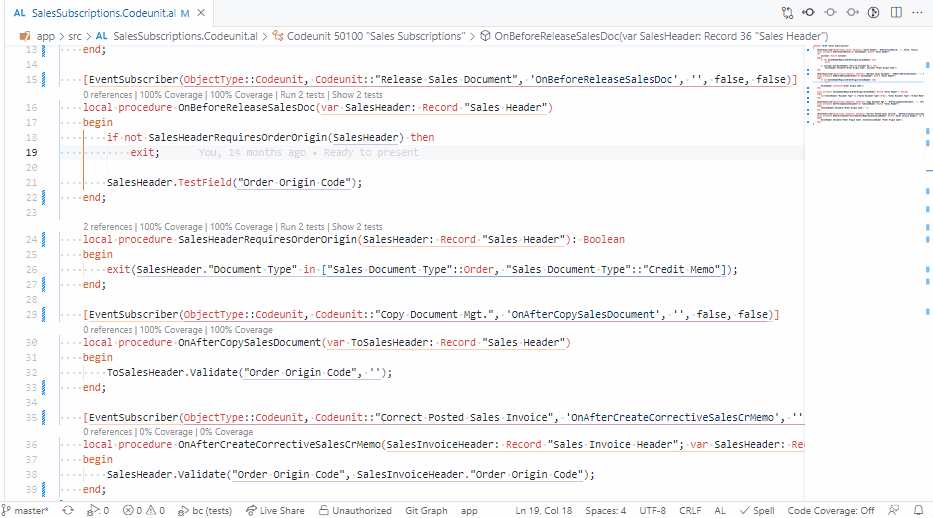 AL SalesSubscriptions.Codeunit.al M ×
app > src > AL SalesSubscriptions.Codeunit.al > Codeunit 50100 "Sales Subscriptions" > OnBeforeReleaseSalesDoc(var SalesHeader: Record 36 "Sales Header")
13 end;
14
15 [EventSubscriber(ObjectType::Codeunit, Codeunit::"Release Sales Document", 'OnBeforeReleaseSalesDoc', '', false, false)]
0 references | 100% Coverage | 100% Coverage | Run 2 tests | Show 2 tests
16 local procedure OnBeforeReleaseSalesDoc(var SalesHeader: Record "Sales Header")
17 begin
18 if not SalesHeaderRequiresOrderOrigin(SalesHeader) then
19 exit; You, 14 months ago • Ready to present
20
21 SalesHeader.TestField("Order Origin Code");
22 end;
23
2 references | 100% Coverage | 100% Coverage | Run 2 tests | Show 2 tests
24 local procedure SalesHeaderRequiresOrderOrigin(SalesHeader: Record "Sales Header"): Boolean
25 begin
26 exit(SalesHeader."Document Type" in ["Sales Document Type"::Order, "Sales Document Type"::"Credit Memo"]);
27 end;
28
29 [EventSubscriber(ObjectType::Codeunit, Codeunit::"Copy Document Mgt.", 'OnAfterCopySalesDocument', '', false, false)]
0 references | 100% Coverage | 100% Coverage
30 local procedure OnAfterCopySalesDocument(var ToSalesHeader: Record "Sales Header")
31 begin
32 ToSalesHeader.Validate("Order Origin Code", '');
33 end;
34
35 [EventSubscriber(ObjectType::Codeunit, Codeunit::"Correct Posted Sales Invoice", 'OnAfterCreateCorrectiveSalesCrMemo', ''
0 references | 0% Coverage | 0% Coverage
36 local procedure OnAfterCreateCorrectiveSalesCrMemo(SalesInvoiceHeader: Record "Sales Invoice Header"; var SalesHeader: Re
37 begin
38 SalesHeader.Validate("Order Origin Code", SalesInvoiceHeader."Order Origin Code");
39 end;
master* 0 0 0 bc (tests) Live Share Unauthorized Git Graph app Ln 19, Col 18 Spaces: 4 UTF-8 CRLF AL Spell Code Coverage: Off